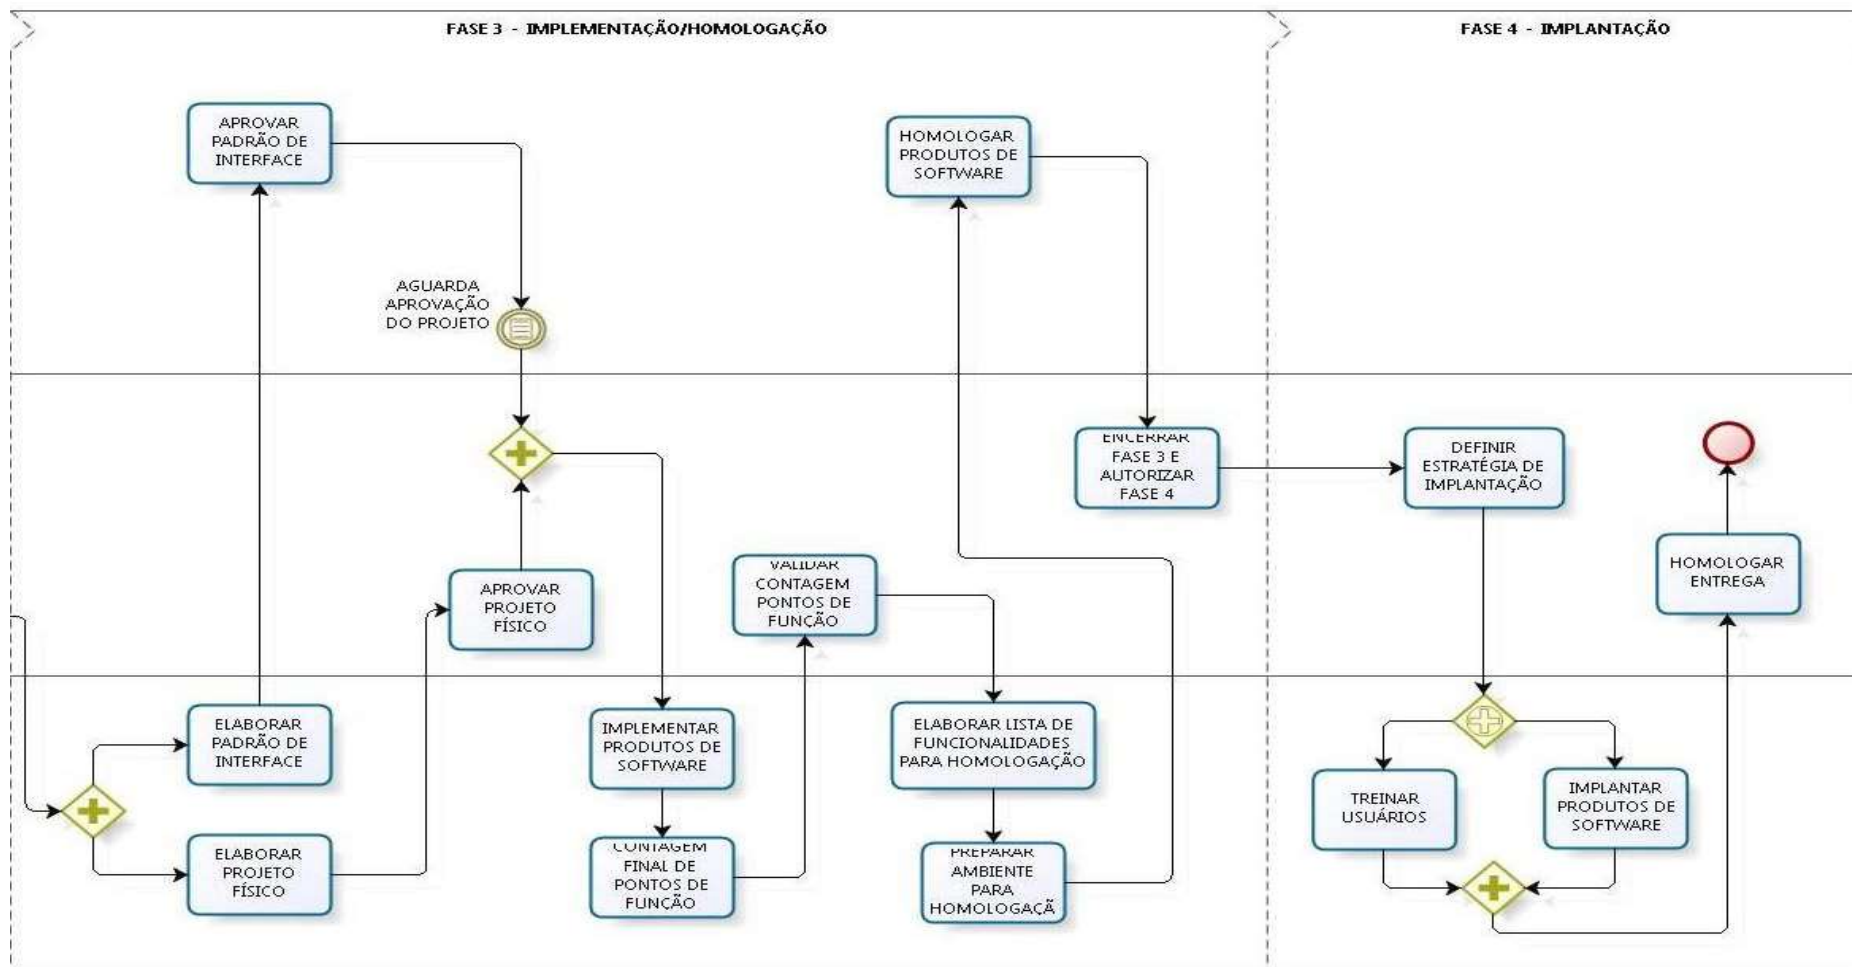 FASE 3 - IMPLEMENTAÇÃO/HOMOLOGAÇÃO
FASE 4 - IMPLANTAÇÃO
APROVAR
PADRÃO DE
INTERFACE
HOMOLOGAR
PRODUTOS DE
SOFTWARE
AGUARDA
APROVAÇÃO
DO PROJETO
ENCERRAR
FASE 3 E
AUTORIZAR
FASE 4
DEFINIR
ESTRATÉGIA DE
IMPLANTAÇÃO
HOMOLOGAR
ENTREGA
APROVAR
PROJETO
FÍSICO
VALIDAR
CONTAGEM
PONTOS DE
FUNÇÃO
ELABORAR
PADRÃO DE
INTERFACE
IMPLEMENTAR
PRODUTOS DE
SOFTWARE
ELABORAR LISTA DE
FUNCIONALIDADES
PARA HOMOLOGAÇÃO
TREINAR
USUÁRIOS
IMPLANTAR
PRODUTOS DE
SOFTWARE
ELABORAR
PROJETO
FÍSICO
CONTAGEM
FINAL DE
PONTOS DE
FUNÇÃO
PREPARAR
AMBIENTE
PARA
HOMOLOGAÇÃ